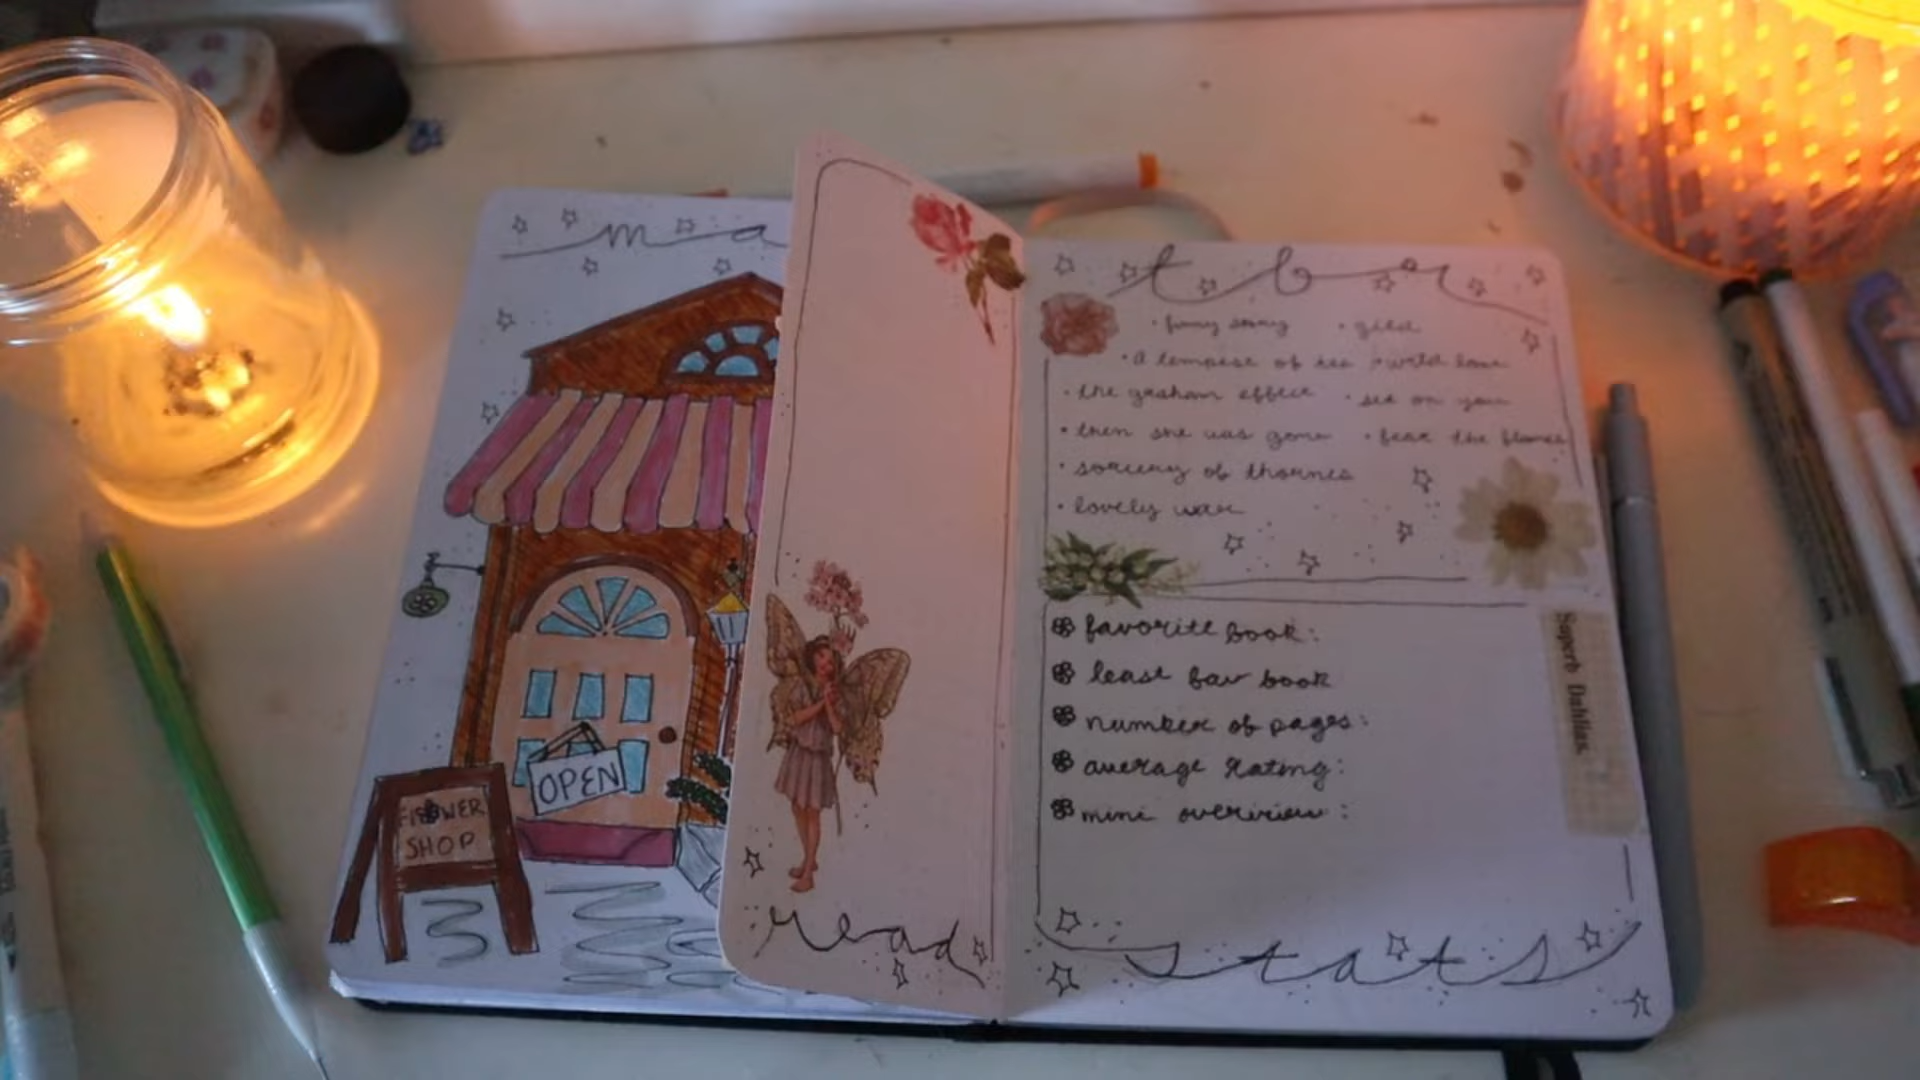 ma
FLOWER
SHOP
OPEN
read
tbr
• funny story • gild
• a tempest of tea • wild love
• the graham effect • see on you
• then she was gone • fear the flames
• sorcery of thornes
• lovely war
favorite book:
least fav book
number of pages:
average rating:
mini overview:
Superb Dahlias.
stats